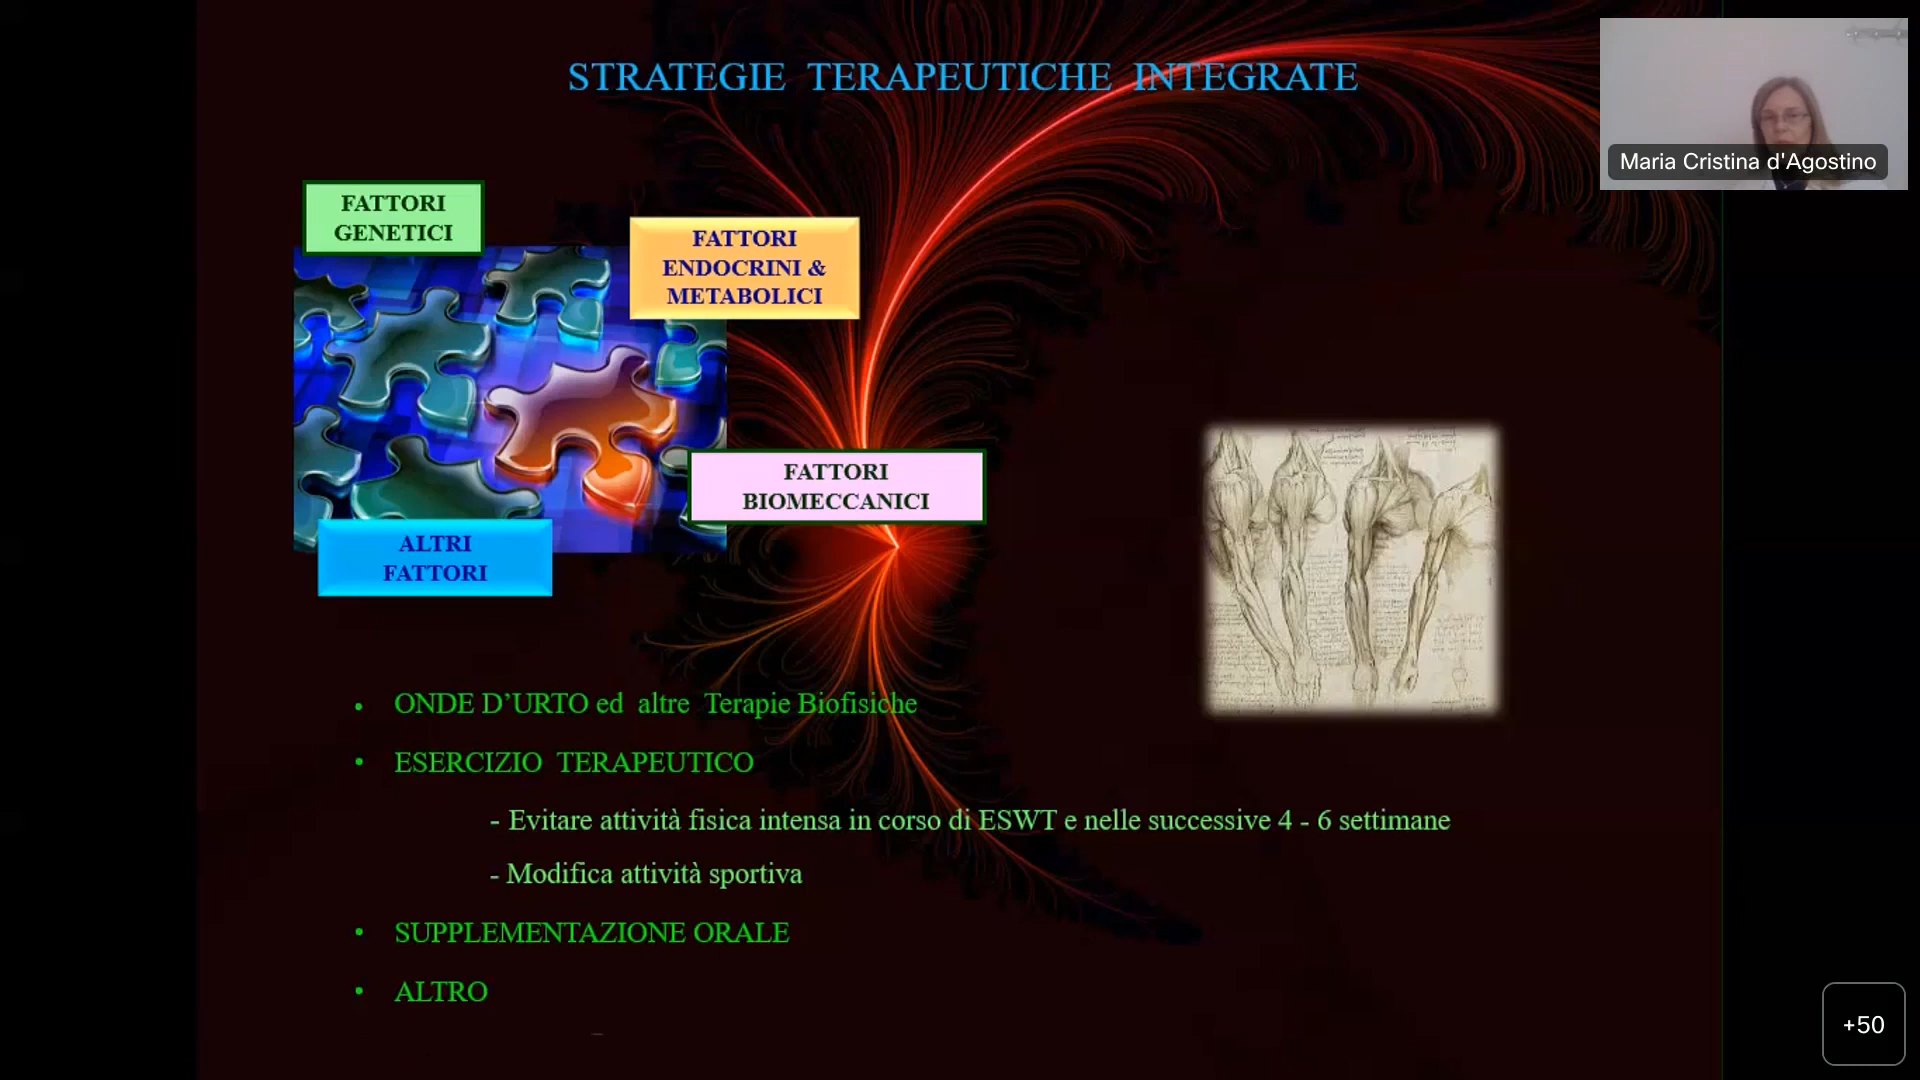 STRATEGIE TERAPEUTICHE INTEGRATE
Maria Cristina d'Agostino
FATTORI
GENETICI
FATTORI
ENDOCRINI &
METABOLICI
FATTORI
BIOMECCANICI
ALTRI
FATTORI
• ONDE D’URTO ed altre Terapie Biofisiche
• ESERCIZIO TERAPEUTICO
- Evitare attività fisica intensa in corso di ESWT e nelle successive 4 - 6 settimane
- Modifica attività sportiva
• SUPPLEMENTAZIONE ORALE
• ALTRO
+50